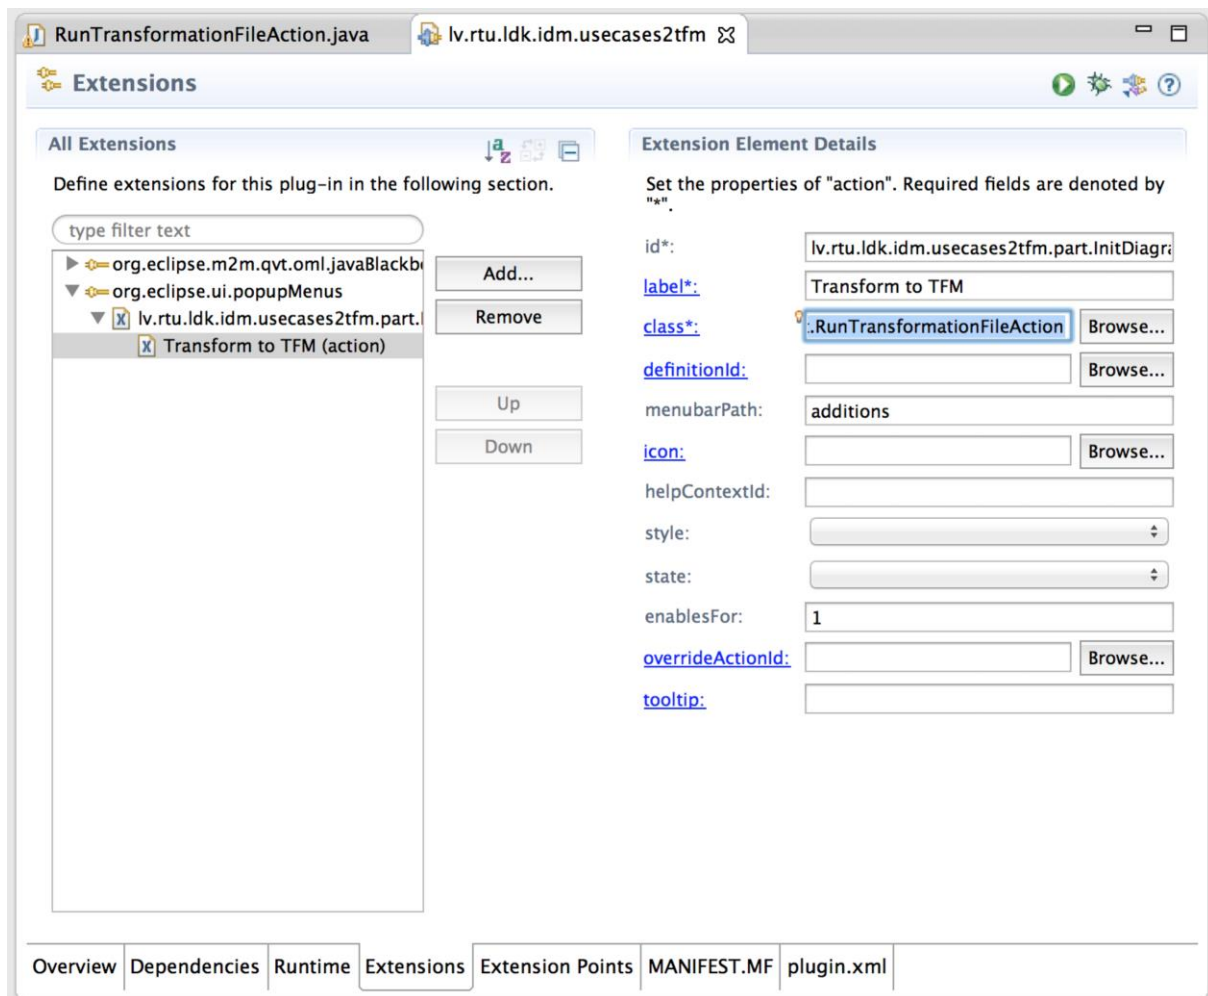 RunTransformationFileAction.java
lv.rtu.ldk.idm.usecases2tfm
Extensions
All Extensions
Define extensions for this plug-in in the following section.
type filter text
org.eclipse.m2m.qvt.oml.javaBlackb
org.eclipse.ui.popupMenus
lv.rtu.ldk.idm.usecases2tfm.part.
Transform to TFM (action)
Add...
Remove
Up
Down
Extension Element Details
Set the properties of "action". Required fields are denoted by
"*".
id*: lv.rtu.ldk.idm.usecases2tfm.part.InitDiagr
label*: Transform to TFM
class*: .RunTransformationFileAction Browse...
definitionId: Browse...
menubarPath: additions
icon: Browse...
helpContextId:
style:
state:
enablesFor: 1
overrideActionId: Browse...
tooltip:
Overview Dependencies Runtime Extensions Extension Points MANIFEST.MF plugin.xml